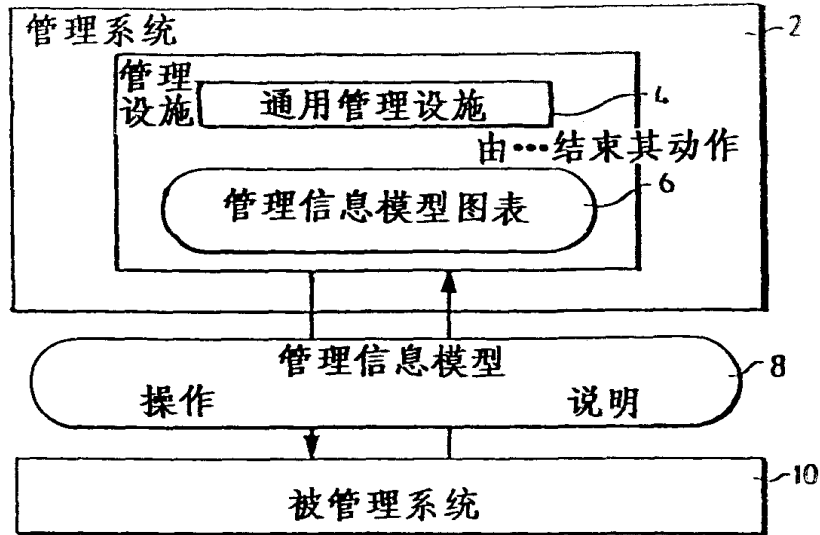 管理系统
2
管理
设施
通用管理设施
4
由…结束其动作
管理信息模型图表
6
管理信息模型
8
操作
说明
10
被管理系统